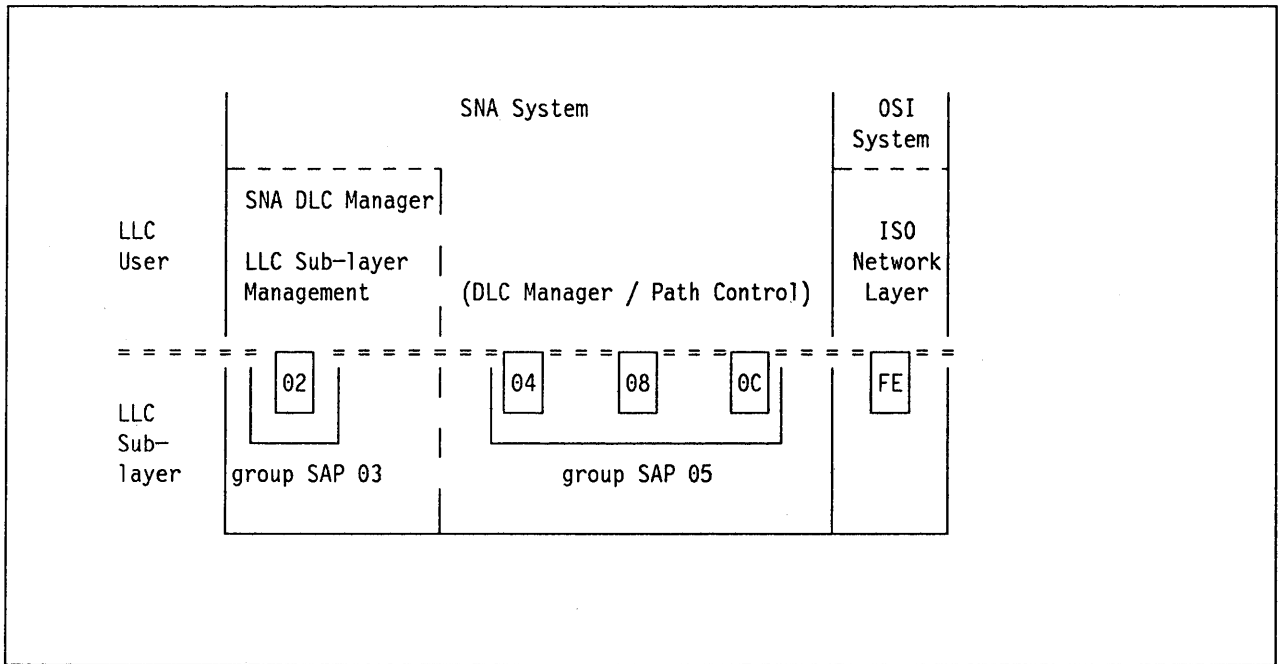 SNA System
OSI
System
SNA DLC Manager
LLC
User
LLC Sub-layer
Management
(DLC Manager / Path Control)
ISO
Network
Layer
02
04
08
0C
FE
LLC
Sub-
layer
group SAP 03
group SAP 05